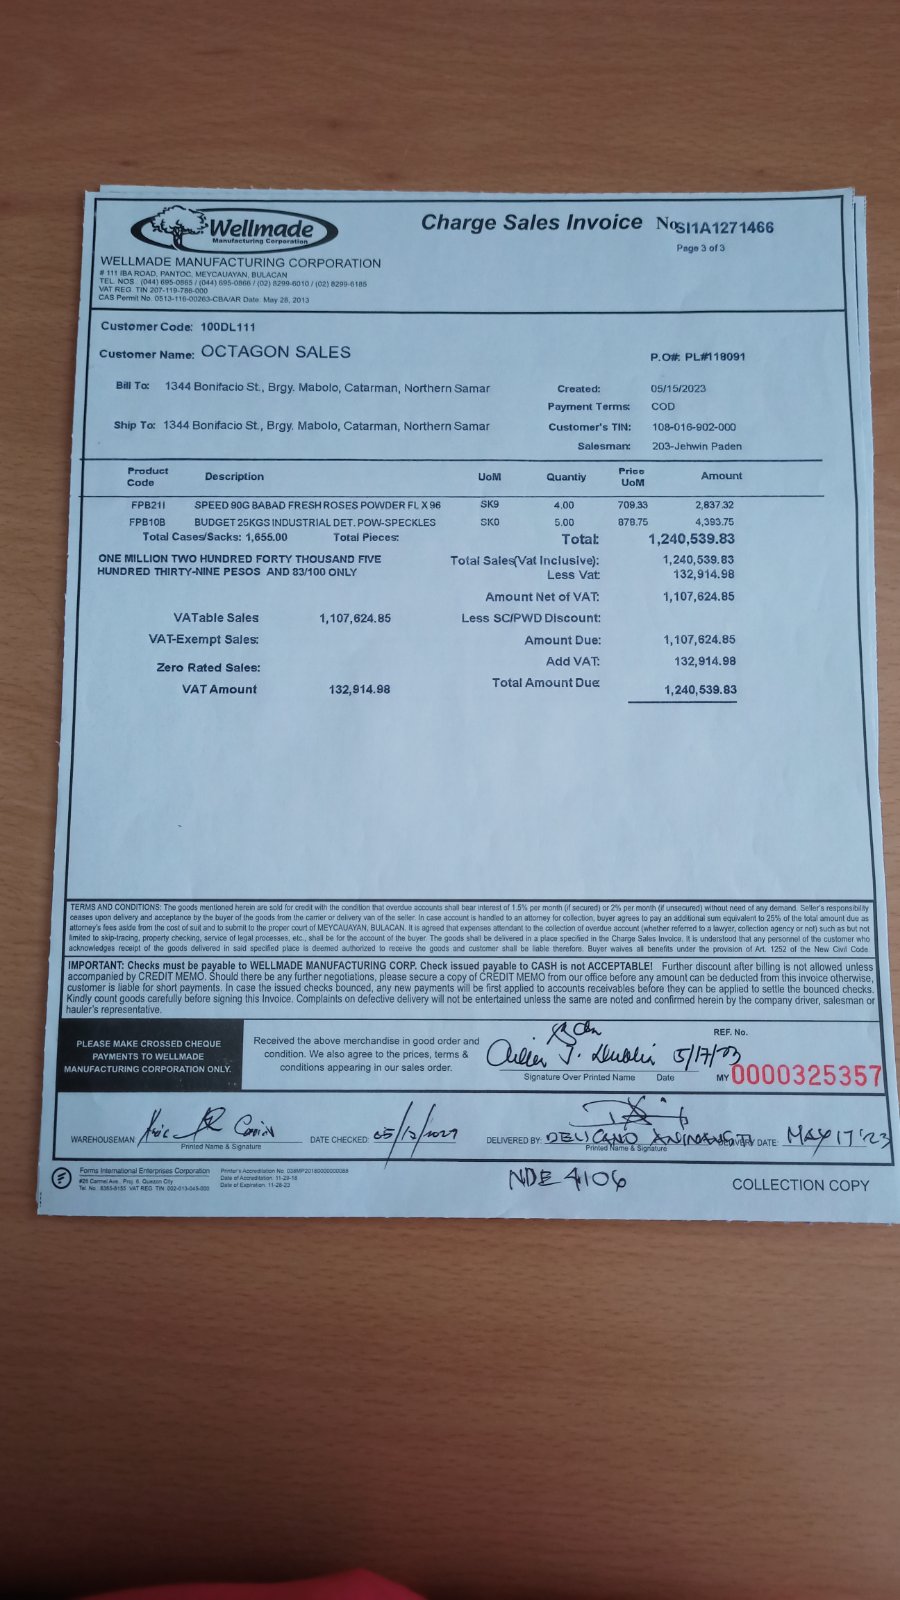 Wellmade
Manufacturing Corporation
Charge Sales Invoice No SI1A1271466
Page 3 of 3
WELLMADE MANUFACTURING CORPORATION
# 111 IBA ROAD, PANTOC, MEYCAUAYAN, BULACAN
TEL. NOS.: (044) 695-0865 / (044) 695-0866 / (02) 8299-6010 / (02) 8299-6185
VAT REG. TIN 207-119-786-000
CAS Permit No. 0513-116-00263-CBA/AR Date: May 28, 2013
Customer Code: 100DL111
Customer Name: OCTAGON SALES
P.O#: PL#118091
Bill To: 1344 Bonifacio St., Brgy. Mabolo, Catarman, Northern Samar
Created: 05/15/2023
Payment Terms: COD
Ship To: 1344 Bonifacio St., Brgy. Mabolo, Catarman, Northern Samar
Customer's TIN: 108-016-902-000
Salesman: 203-Jehwin Paden
Product Code Description UoM Quantiy Price UoM Amount
FPB21I SPEED 90G BABAD FRESH ROSES POWDER FL X 96 SK9 4.00 709.33 2,837.32
FPB10B BUDGET 25KGS INDUSTRIAL DET. POW-SPECKLES SK0 5.00 878.75 4,393.75
Total Cases/Sacks: 1,655.00 Total Pieces: Total: 1,240,539.83
ONE MILLION TWO HUNDRED FORTY THOUSAND FIVE
HUNDRED THIRTY-NINE PESOS AND 83/100 ONLY
Total Sales(Vat Inclusive): 1,240,539.83
Less Vat: 132,914.98
Amount Net of VAT: 1,107,624.85
VATable Sales 1,107,624.85 Less SC/PWD Discount:
VAT-Exempt Sales: Amount Due: 1,107,624.85
Zero Rated Sales: Add VAT: 132,914.98
VAT Amount 132,914.98 Total Amount Due: 1,240,539.83
TERMS AND CONDITIONS: The goods mentioned herein are sold for credit with the condition that overdue accounts shall bear interest of 1.5% per month (if secured) or 2% per month (if unsecured) without need of any demand. Seller's responsibility
ceases upon delivery and acceptance by the buyer of the goods from the carrier or delivery van of the seller. In case account is handled to an attorney for collection, buyer agrees to pay an additional sum equivalent to 25% of the total amount due as
attorney's fees aside from the cost of suit and to submit to the proper court of MEYCAUAYAN, BULACAN. It is agreed that expenses attendant to the collection of overdue account (whether referred to a lawyer, collection agency or not) such as but not
limited to skip-tracing, property checking, service of legal processes, etc., shall be for the account of the buyer. The goods shall be delivered in a place specified in the Charge Sales Invoice. It is understood that any personnel of the customer who
acknowledges receipt of the goods delivered in said specified place is deemed authorized to receive the goods and customer shall be liable therefore. Buyer waives all benefits under the provision of Art. 1252 of the New Civil Code.
IMPORTANT: Checks must be payable to WELLMADE MANUFACTURING CORP. Check issued payable to CASH is not ACCEPTABLE! Further discount after billing is not allowed unless
accompanied by CREDIT MEMO. Should there be any further negotiations, please secure a copy of CREDIT MEMO from our office before any amount can be deducted from this invoice otherwise,
customer is liable for short payments. In case the issued checks bounced, any new payments will be first applied to accounts receivables before they can be applied to settle the bounced checks.
Kindly count goods carefully before signing this Invoice. Complaints on defective delivery will not be entertained unless the same are noted and confirmed herein by the company driver, salesman or
hauler's representative.
PLEASE MAKE CROSSED CHEQUE
PAYMENTS TO WELLMADE
MANUFACTURING CORPORATION ONLY.
Received the above merchandise in good order and
condition. We also agree to the prices, terms &
conditions appearing in our sales order.
5/17/23
Signature Over Printed Name Date
REF. No.
MY 0000325357
WAREHOUSEMAN:
Printed Name & Signature
DATE CHECKED:
DELIVERED BY: DELICANO
Printed Name & Signature
DELIVERY DATE: MAY 17 '23
Forms International Enterprises Corporation
#26 Carmel Ave., Proj. 6, Quezon City
Tel. No. 8365-8155 VAT REG. TIN 002-013-045-000
Printer's Accreditation No. 038MP20180000000088
Date of Accreditation: 11-29-18
Date of Expiration: 11-28-23
NDE 4106
COLLECTION COPY